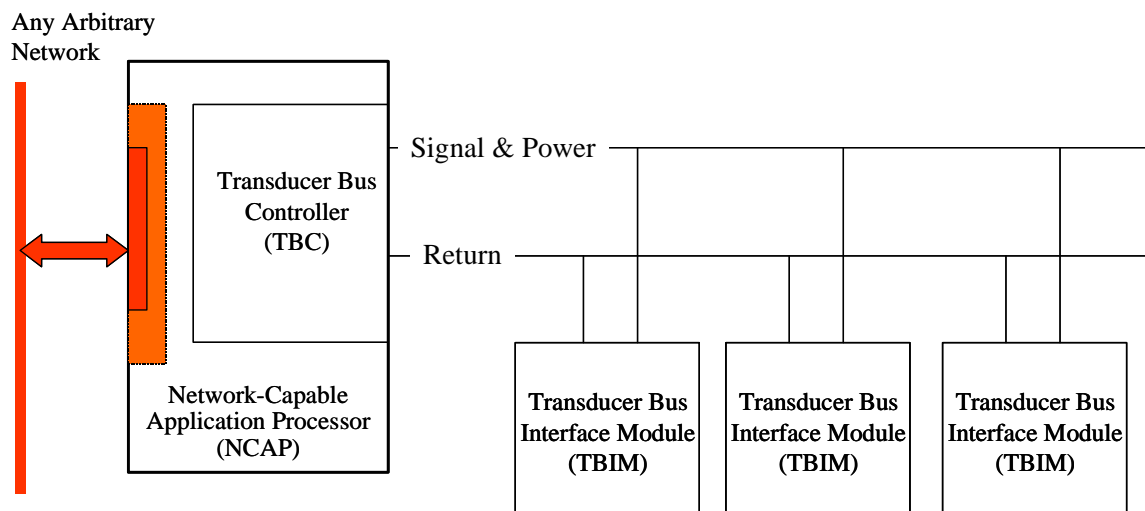 Any Arbitrary
Network
Signal & Power
Transducer Bus
Controller
(TBC)
Return
Network-Capable
Application Processor
(NCAP)
Transducer Bus
Interface Module
(TBIM)
Transducer Bus
Interface Module
(TBIM)
Transducer Bus
Interface Module
(TBIM)